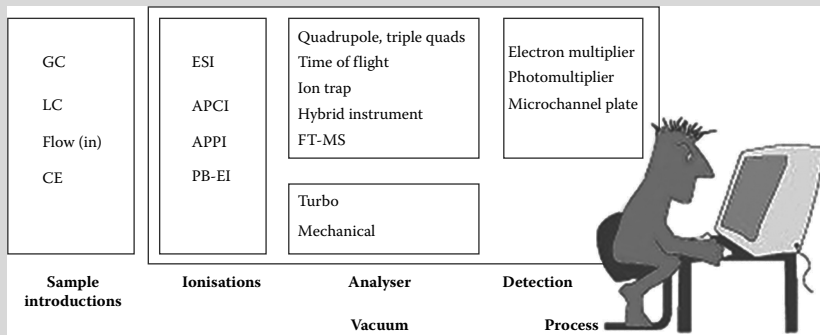 GC
LC
Flow (in)
CE
ESI
APCI
APPI
PB-EI
Quadrupole, triple quads
Time of flight
Ion trap
Hybrid instrument
FT-MS
Turbo
Mechanical
Electron multiplier
Photomultiplier
Microchannel plate
Sample
introductions
Ionisations
Analyser
Detection
Vacuum
Process